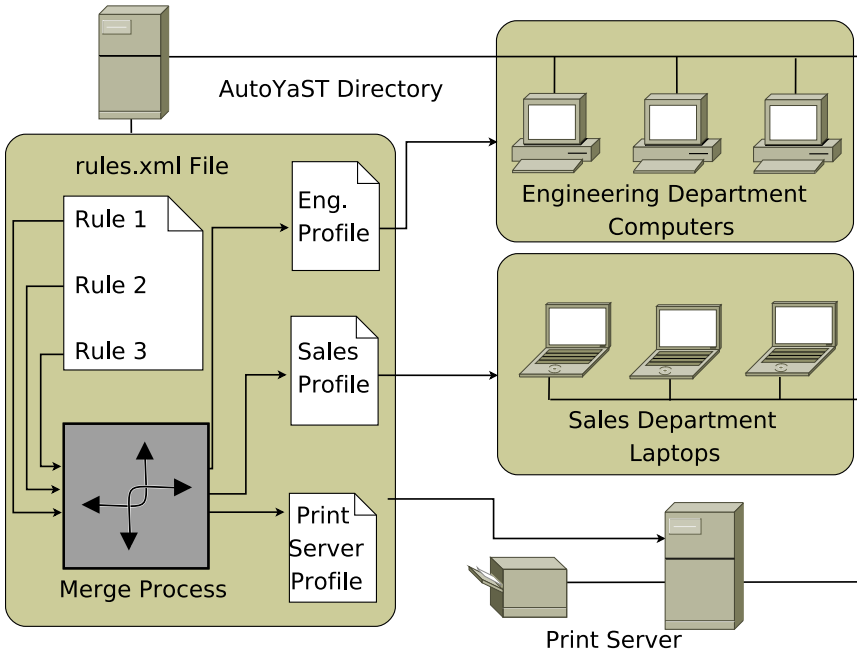 AutoYaST Directory
rules.xml File
Rule 1
Rule 2
Rule 3
Merge Process
Eng.
Profile
Sales
Profile
Print
Server
Profile
Engineering Department
Computers
Sales Department
Laptops
Print Server